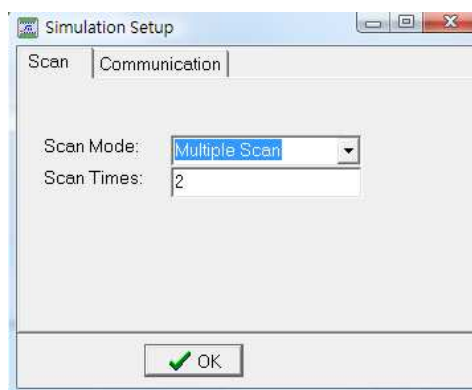 Simulation Setup
Scan Communication
Scan Mode: Multiple Scan
Scan Times: 2
OK